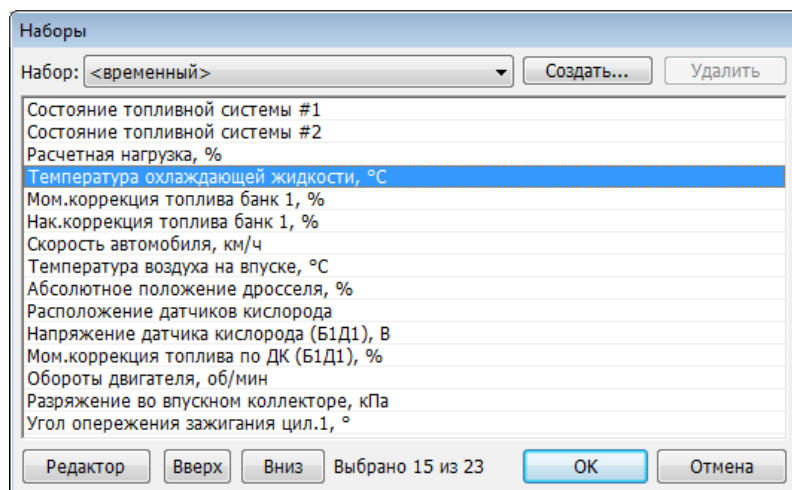 Наборы
Набор: <временный> Создать... Удалить
Состояние топливной системы #1
Состояние топливной системы #2
Расчетная нагрузка, %
Температура охлаждающей жидкости, °C
Мом.коррекция топлива банк 1, %
Нак.коррекция топлива банк 1, %
Скорость автомобиля, км/ч
Температура воздуха на впуске, °C
Абсолютное положение дросселя, %
Расположение датчиков кислорода
Напряжение датчика кислорода (Б1Д1), В
Мом.коррекция топлива по ДК (Б1Д1), %
Обороты двигателя, об/мин
Разряжение во впускном коллекторе, кПа
Угол опережения зажигания цил.1, °
Редактор Вверх Вниз Выбрано 15 из 23 OK Отмена